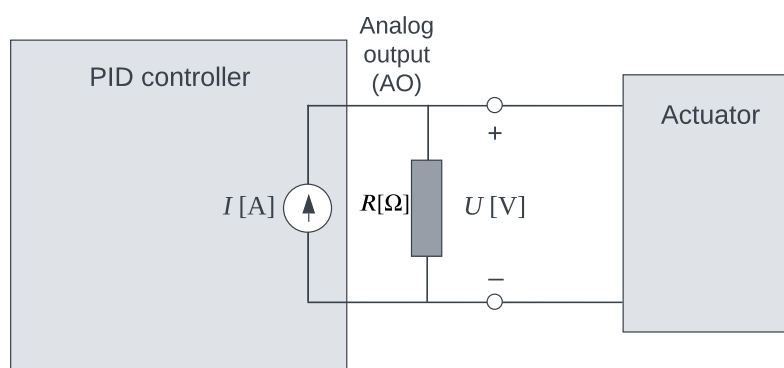 Analog
output
(AO)
PID controller
Actuator
+
I [A]
R[Ω]
U [V]
−